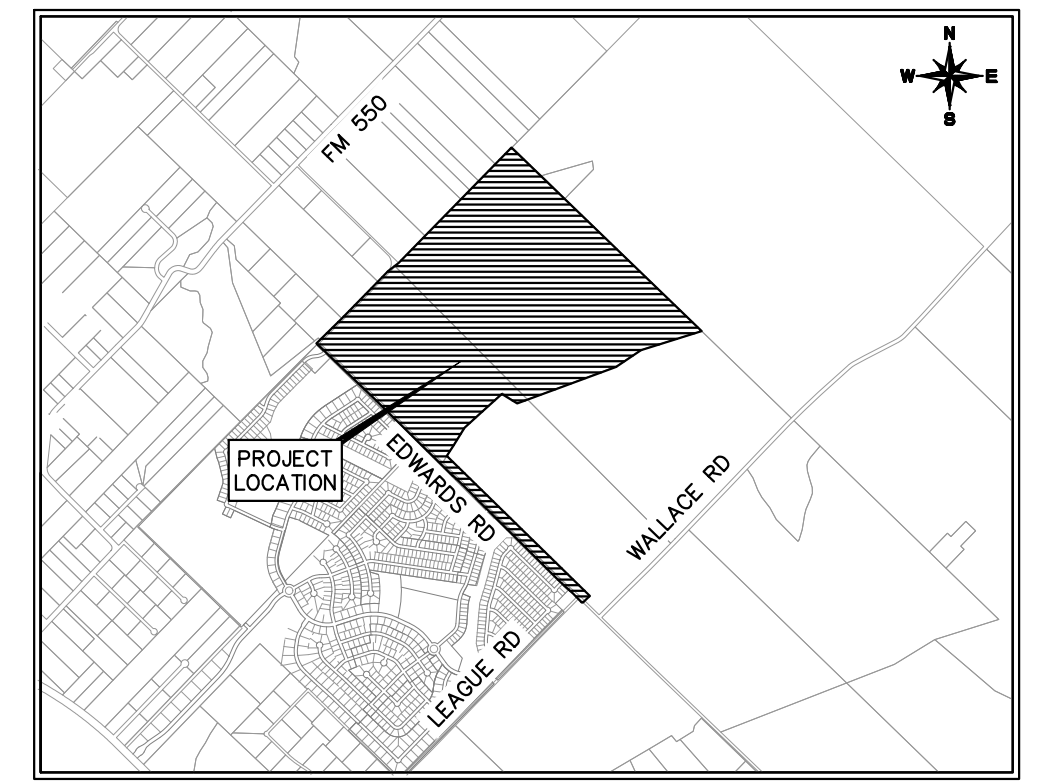 N
W E
S
FM 550
PROJECT
LOCATION
EDWARDS RD
WALLACE RD
LEAGUE RD